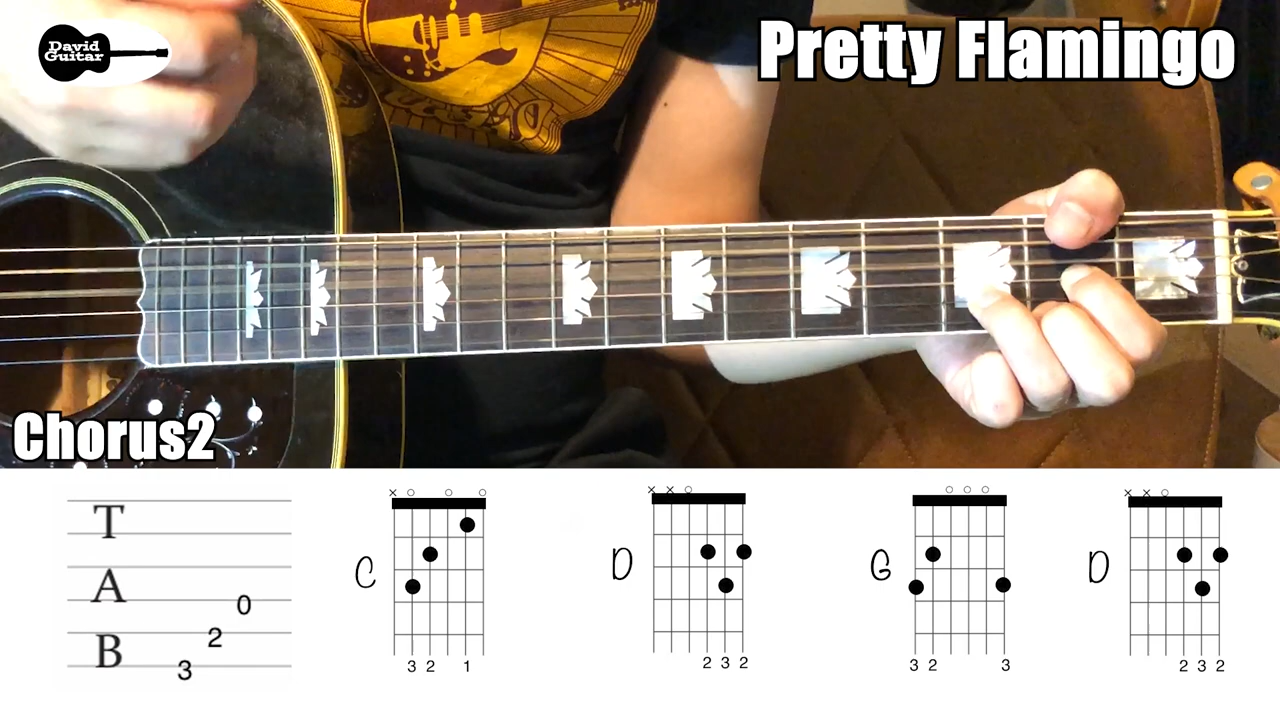 David
Guitar
Pretty Flamingo
Chorus2
T
A
B
0
2
3
C
× ○ ○ ○
3 2 1
D
× × ○
2 3 2
G
○ ○ ○
3 2 3
D
× × ○
2 3 2